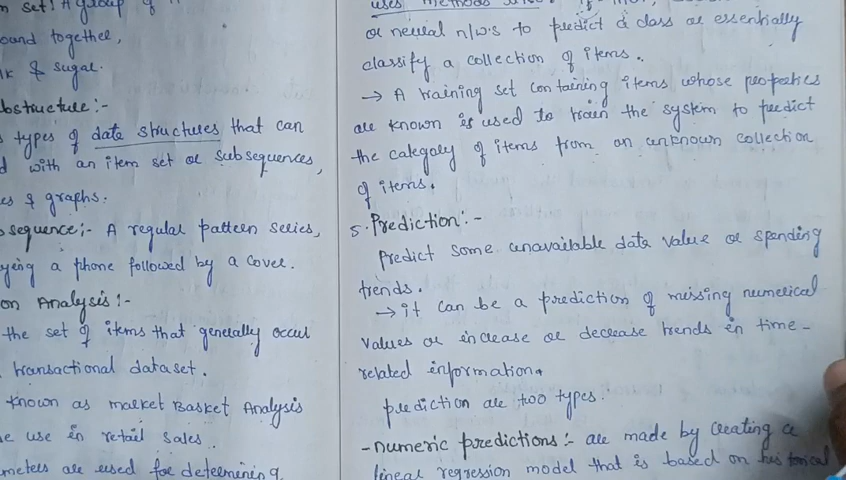 n set! A group of
ound together,
lk & sugar.
bstructure:-
types of data structures that can
d with an item set or subsequences,
es & graphs.
sequence:- A regular pattern series,
ying a phone followed by a cover.
on Analysis:-
the set of items that generally occur
transactional dataset.
known as market Basket Analysis
e use in retail sales.
meters are used for determining
uses methods
or neural n/w's to predict a class or essentially
classify a collection of items.
→ A training set containing items whose properties
are known is used to train the system to predict
the category of items from an unknown collection
of items.
5. Prediction:-
Predict some unavailable data value or spending
trends.
→ it can be a prediction of missing numerical
values or increase or decrease trends in time-
related information.
prediction are two types.
-numeric predictions:- are made by creating a
lineal regression model that is based on historical